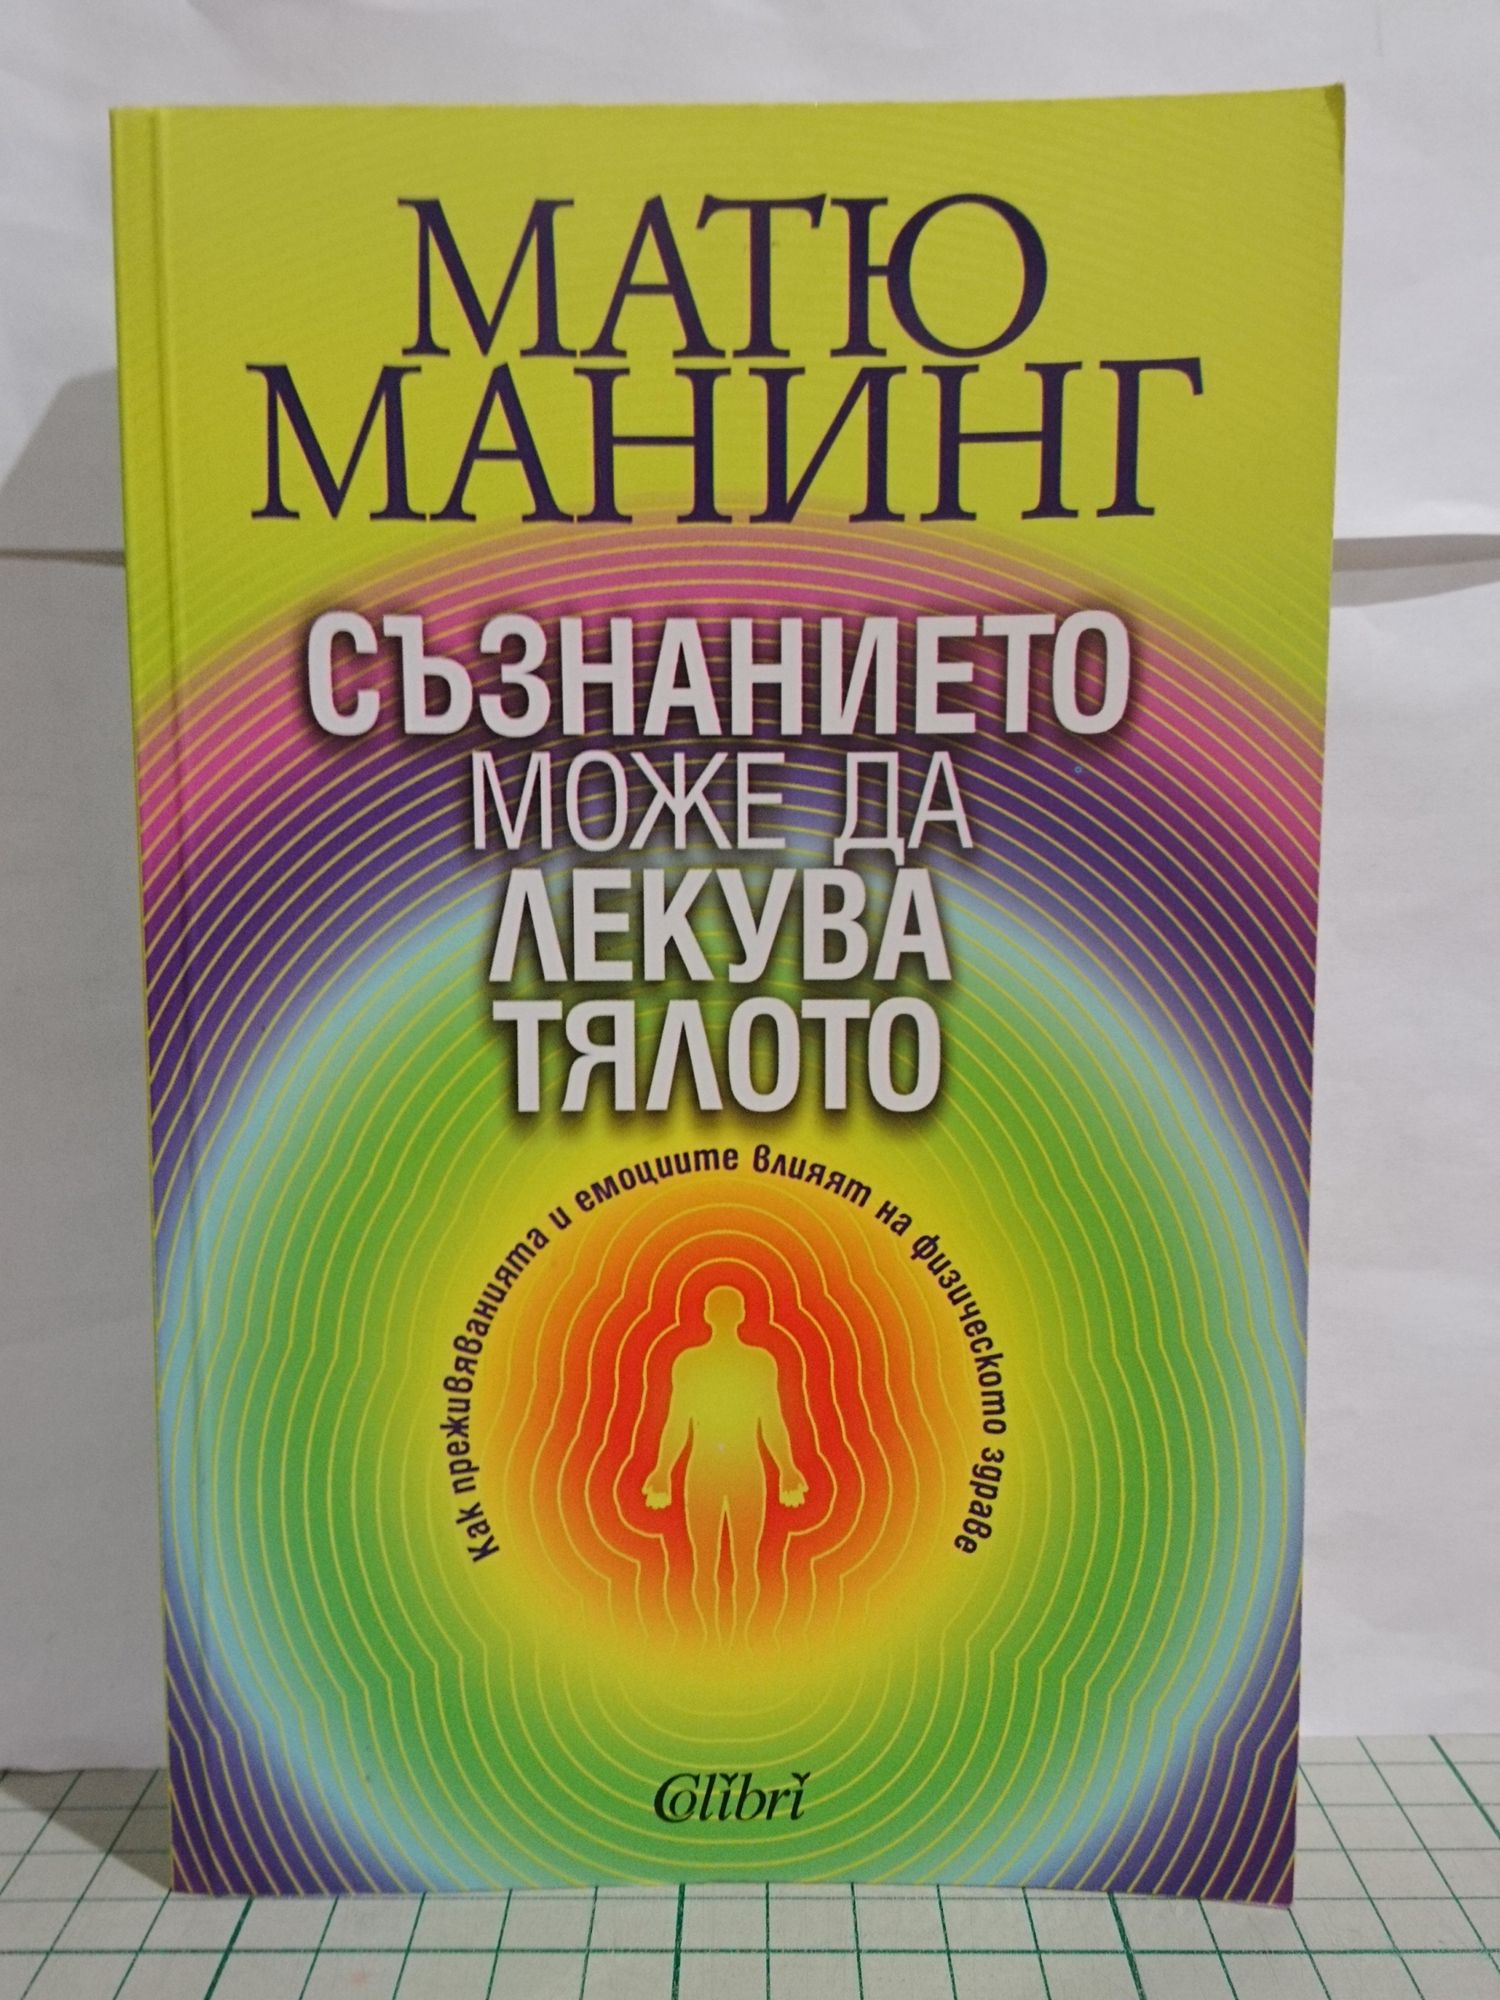 МАТЮ
МАНИНГ
СЪЗНАНИЕТО
МОЖЕ ДА
ЛЕКУВА
ТЯЛОТО
Как преживяванията и емоциите влияят на физическото здраве
Colibri